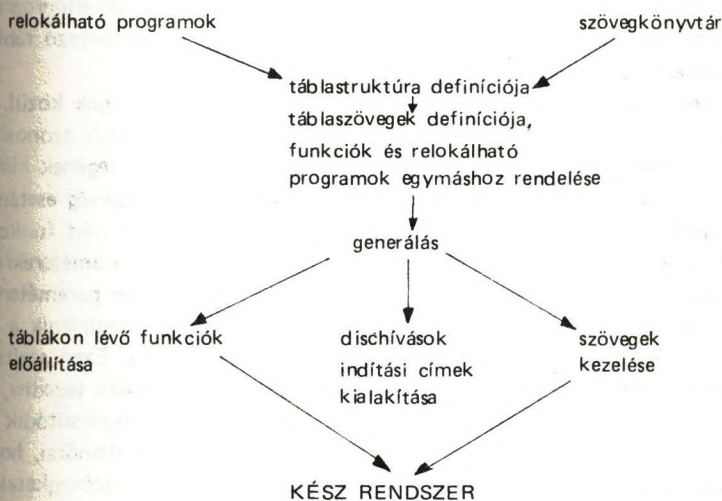 relokálható programok
szövegkönyvtár
táblastruktúra definíciója
táblaszövegek definíciója,
funkciók és relokálható
programok egymáshoz rendelése
generálás
táblákon lévő funkciók
előállítása
dischívások
indítási címek
kialakítása
szövegek
kezelése
KÉSZ RENDSZER